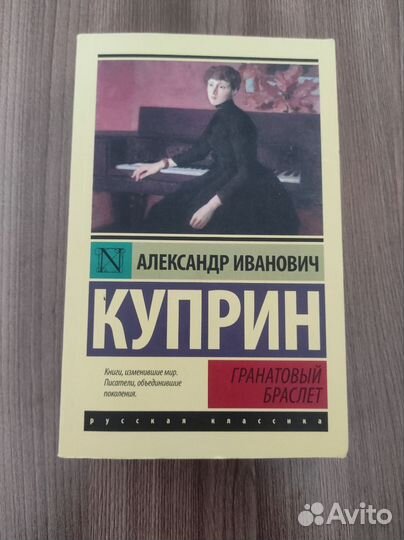 N
АЛЕКСАНДР ИВАНОВИЧ
КУПРИН
Книги, изменившие мир.
Писатели, объединившие
поколения.
ГРАНАТОВЫЙ
БРАСЛЕТ
русская классика
Avito